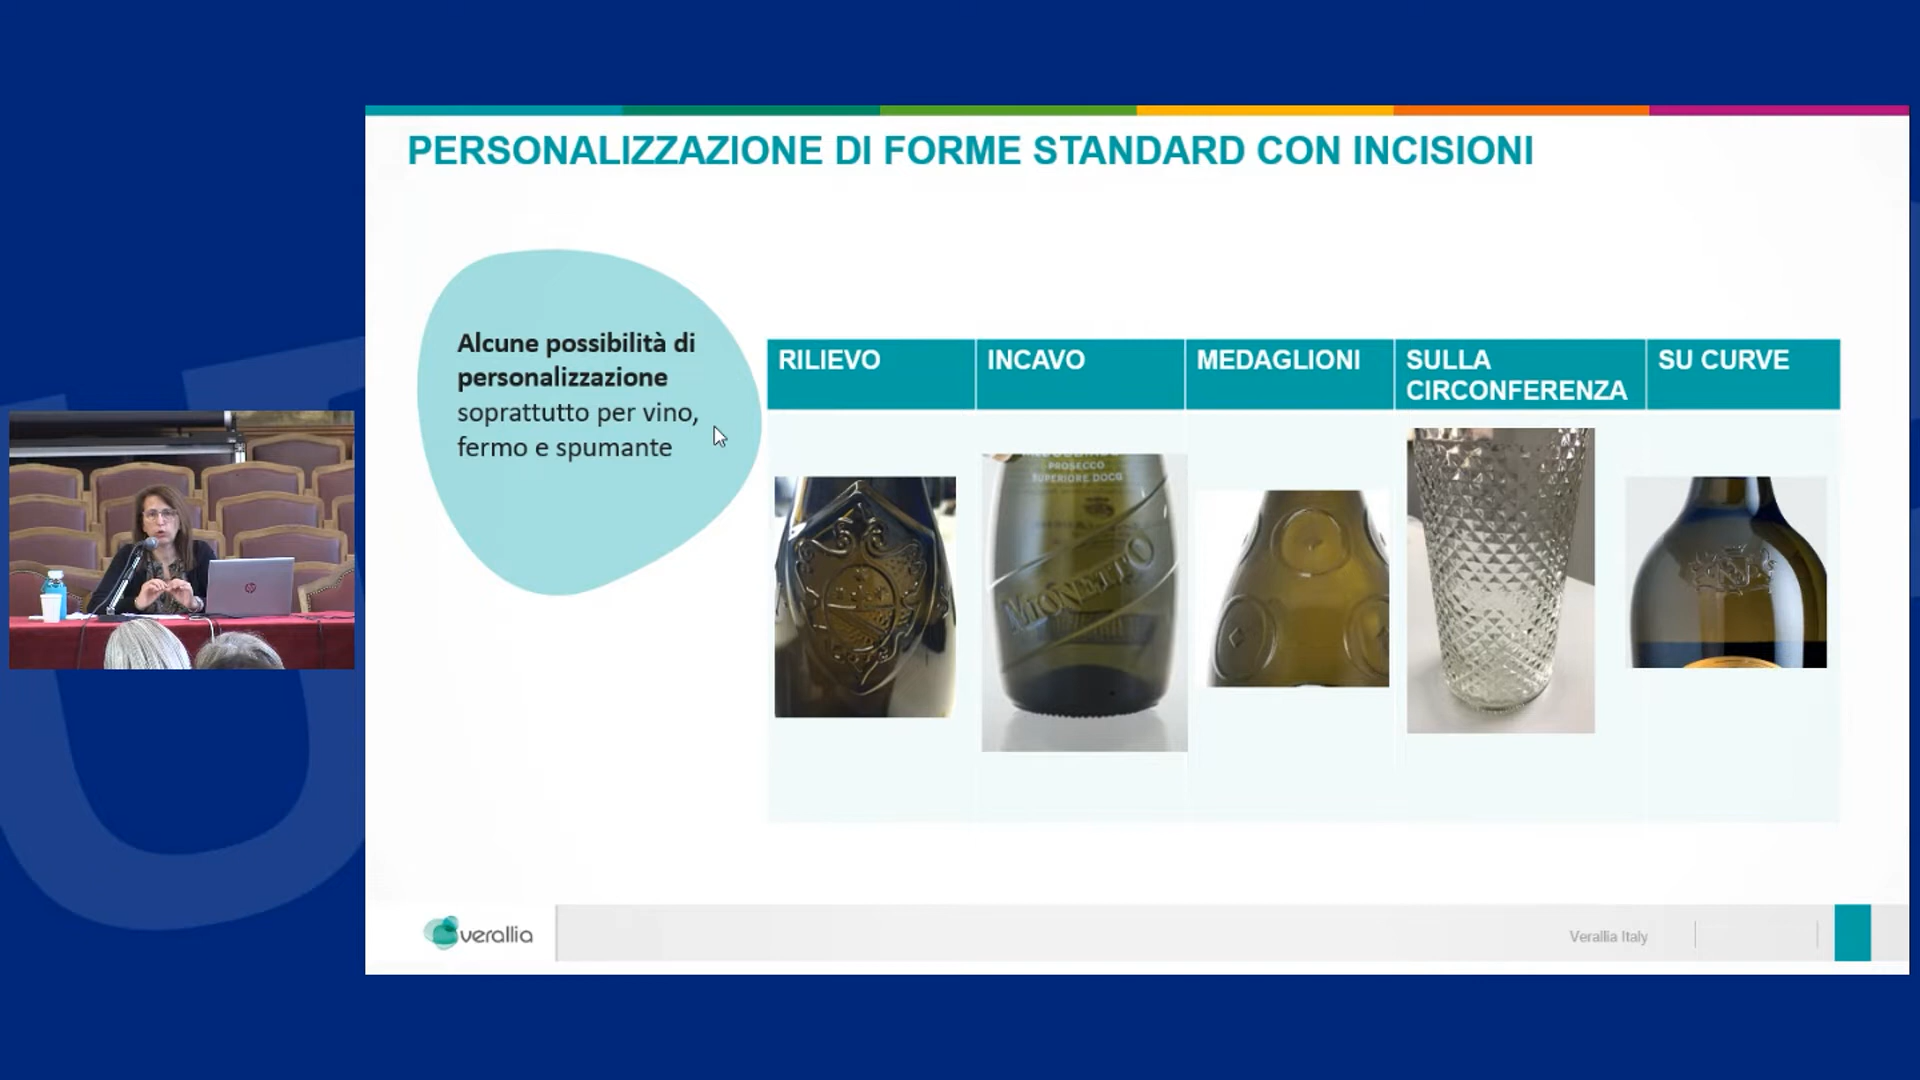 PERSONALIZZAZIONE DI FORME STANDARD CON INCISIONI
Alcune possibilità di
personalizzazione
soprattutto per vino,
fermo e spumante
RILIEVO
INCAVO
MEDAGLIONI
SULLA
CIRCONFERENZA
SU CURVE
PROSECCO
SUPERIORE DOCG
MIONETTO
verallia
Verallia Italy
hp